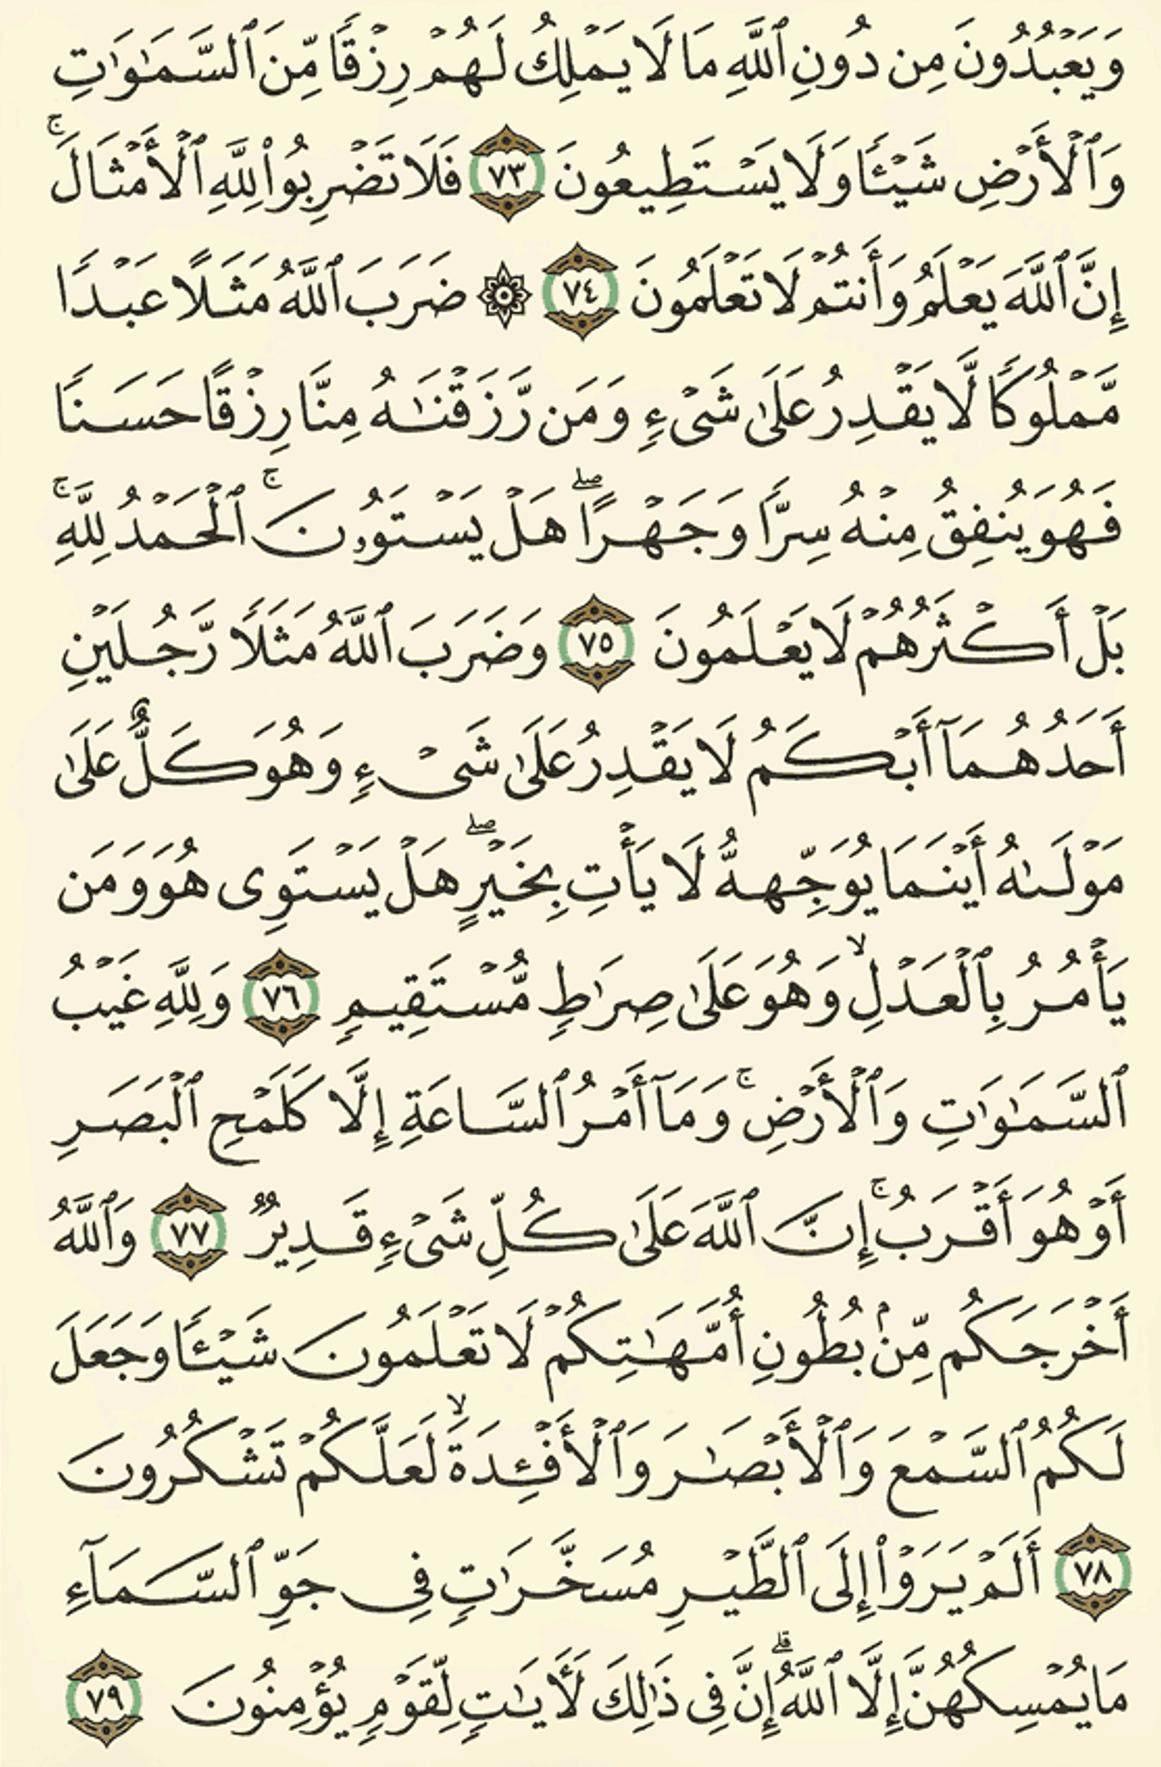 وَيَعْبُدُونَ مِن دُونِ ٱللَّهِ مَا لَا يَمْلِكُ لَهُمْ رِزْقًا مِّنَ ٱلسَّمَٰوَٰتِ
وَٱلْأَرْضِ شَيْـًٔا وَلَا يَسْتَطِيعُونَ ٧٣ فَلَا تَضْرِبُوا۟ لِلَّهِ ٱلْأَمْثَالَ ۚ
إِنَّ ٱللَّهَ يَعْلَمُ وَأَنتُمْ لَا تَعْلَمُونَ ٧٤ ۞ ضَرَبَ ٱللَّهُ مَثَلًا عَبْدًا
مَّمْلُوكًا لَّا يَقْدِرُ عَلَىٰ شَىْءٍ وَمَن رَّزَقْنَٰهُ مِنَّا رِزْقًا حَسَنًا
فَهُوَ يُنفِقُ مِنْهُ سِرًّا وَجَهْرًا ۖ هَلْ يَسْتَوُۥنَ ۚ ٱلْحَمْدُ لِلَّهِ ۚ
بَلْ أَكْثَرُهُمْ لَا يَعْلَمُونَ ٧٥ وَضَرَبَ ٱللَّهُ مَثَلًا رَّجُلَيْنِ
أَحَدُهُمَآ أَبْكَمُ لَا يَقْدِرُ عَلَىٰ شَىْءٍ وَهُوَ كَلٌّ عَلَىٰ
مَوْلَىٰهُ أَيْنَمَا يُوَجِّههُّ لَا يَأْتِ بِخَيْرٍ ۖ هَلْ يَسْتَوِى هُوَ وَمَن
يَأْمُرُ بِٱلْعَدْلِ ۙ وَهُوَ عَلَىٰ صِرَٰطٍ مُّسْتَقِيمٍ ٧٦ وَلِلَّهِ غَيْبُ
ٱلسَّمَٰوَٰتِ وَٱلْأَرْضِ ۚ وَمَآ أَمْرُ ٱلسَّاعَةِ إِلَّا كَلَمْحِ ٱلْبَصَرِ
أَوْ هُوَ أَقْرَبُ ۚ إِنَّ ٱللَّهَ عَلَىٰ كُلِّ شَىْءٍ قَدِيرٌ ٧٧ وَٱللَّهُ
أَخْرَجَكُم مِّنۢ بُطُونِ أُمَّهَٰتِكُمْ لَا تَعْلَمُونَ شَيْـًٔا وَجَعَلَ
لَكُمُ ٱلسَّمْعَ وَٱلْأَبْصَٰرَ وَٱلْأَفْـِٔدَةَ ۙ لَعَلَّكُمْ تَشْكُرُونَ
٧٨ أَلَمْ يَرَوْا۟ إِلَى ٱلطَّيْرِ مُسَخَّرَٰتٍ فِى جَوِّ ٱلسَّمَآءِ
مَا يُمْسِكُهُنَّ إِلَّا ٱللَّهُ ۗ إِنَّ فِى ذَٰلِكَ لَـَٔايَٰتٍ لِّقَوْمٍ يُؤْمِنُونَ ٧٩